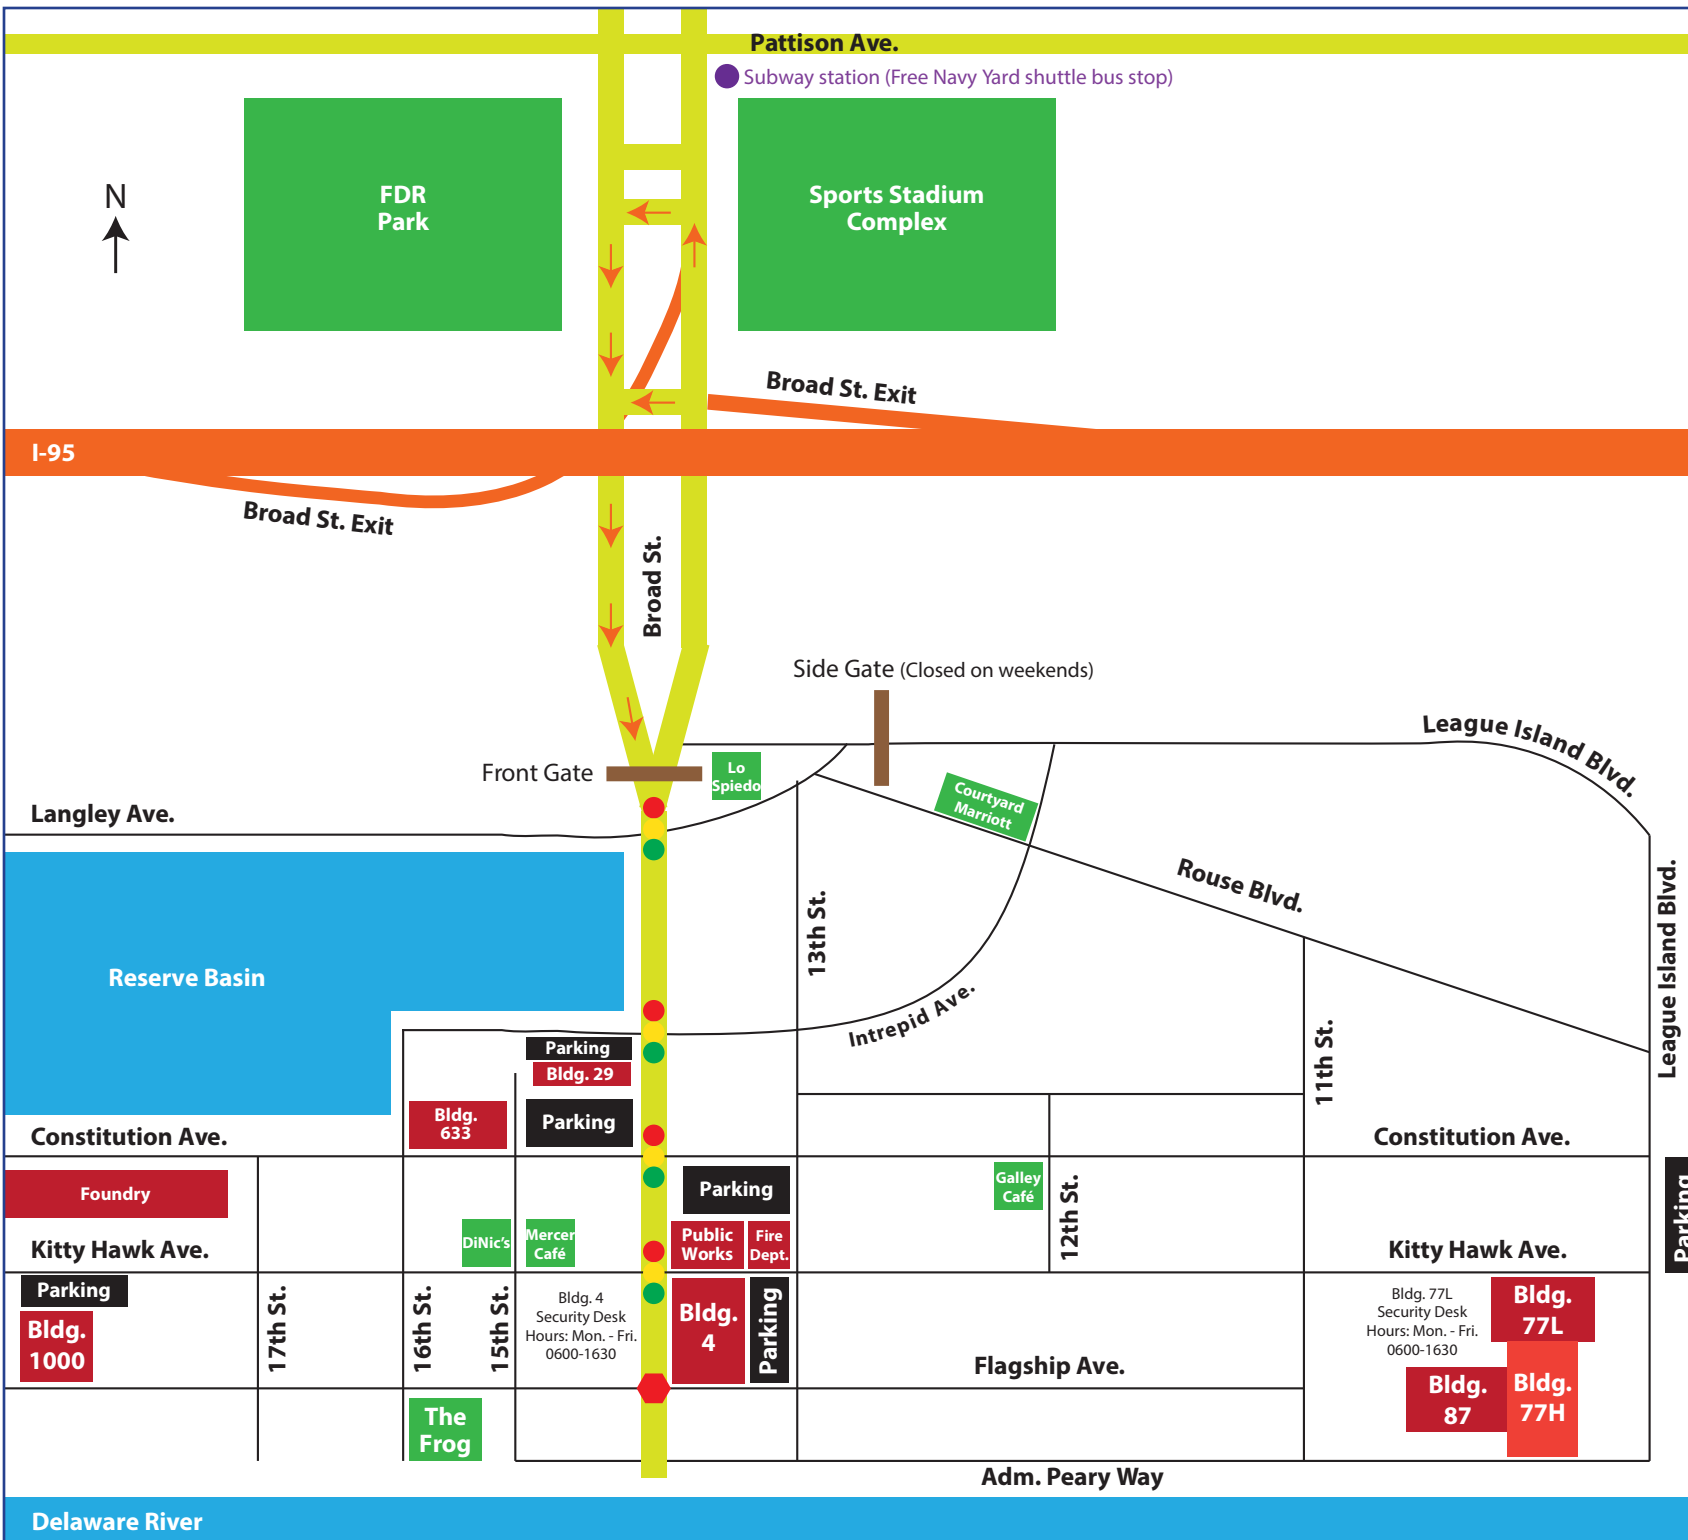 Pattison Ave.
Subway station (Free Navy Yard shuttle bus stop)
N
FDR
Park
Sports Stadium
Complex
Broad St. Exit
I-95
Broad St. Exit
Broad St.
Side Gate (Closed on weekends)
League Island Blvd.
Front Gate
Lo
Spiedo
Courtyard
Marriott
Langley Ave.
Rouse Blvd.
League Island Blvd.
13th St.
Reserve Basin
Intrepid Ave.
11th St.
Parking
Bldg. 29
Bldg.
633
Parking
Constitution Ave.
Constitution Ave.
Foundry
Parking
Galley
Café
12th St.
Parking
DiNic's
Mercer
Café
Public
Works
Fire
Dept.
Kitty Hawk Ave.
Kitty Hawk Ave.
Parking
Bldg.
1000
17th St.
16th St.
15th St.
Bldg. 4
Security Desk
Hours: Mon. - Fri.
0600-1630
Bldg.
4
Parking
Bldg. 77L
Security Desk
Hours: Mon. - Fri.
0600-1630
Bldg.
77L
Flagship Ave.
Bldg.
87
Bldg.
77H
The
Frog
Adm. Peary Way
Delaware River